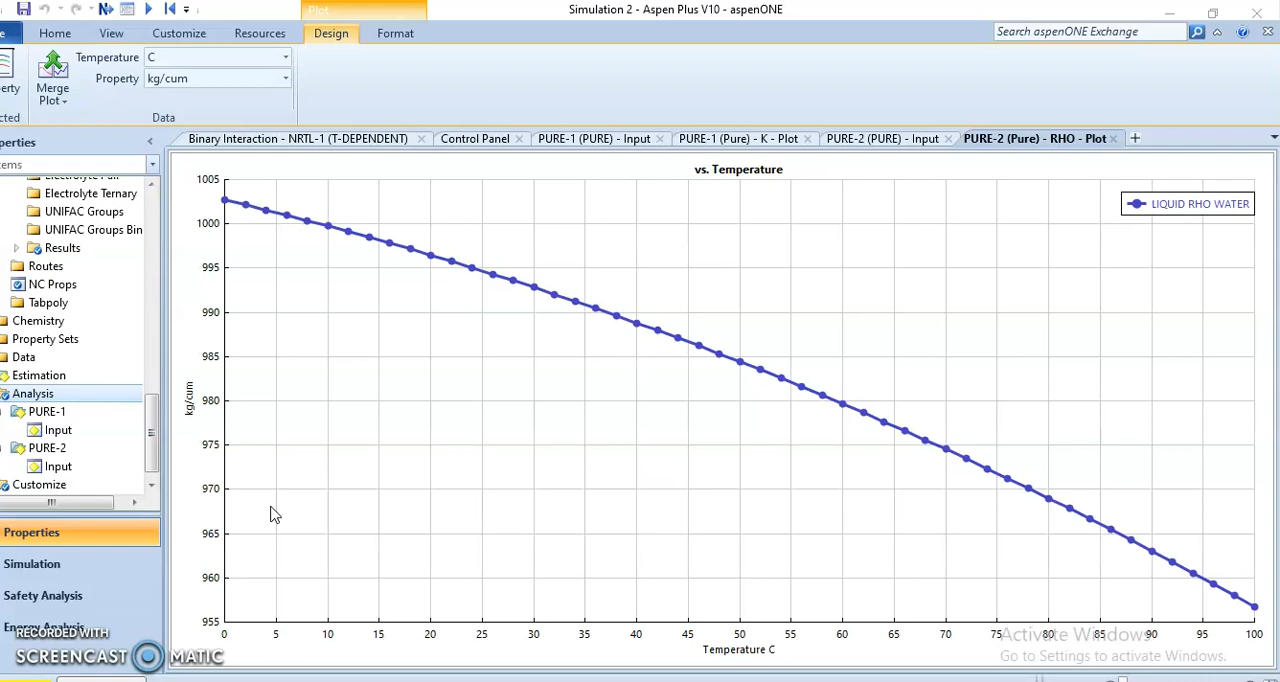 Plot
Simulation 2 - Aspen Plus V10 - aspenONE
Home View Customize Resources Design Format
Search aspenONE Exchange
Temperature C
Property kg/cum
Merge
Plot
Data
Binary Interaction - NRTL-1 (T-DEPENDENT) Control Panel PURE-1 (PURE) - Input PURE-1 (Pure) - K - Plot PURE-2 (PURE) - Input PURE-2 (Pure) - RHO - Plot
Electrolyte Ternary
UNIFAC Groups
UNIFAC Groups Bin
Results
Routes
NC Props
Tabpoly
Chemistry
Property Sets
Data
Estimation
Analysis
PURE-1
Input
PURE-2
Input
Customize
Properties
Simulation
Safety Analysis
Energy Analysis
RECORDED WITH
SCREENCAST MATIC
vs. Temperature
LIQUID RHO WATER
1005
1000
995
990
985
980
975
970
965
960
955
kg/cum
0 5 10 15 20 25 30 35 40 45 50 55 60 65 70 75 80 85 90 95 100
Temperature C
Activate Windows
Go to Settings to activate Windows.